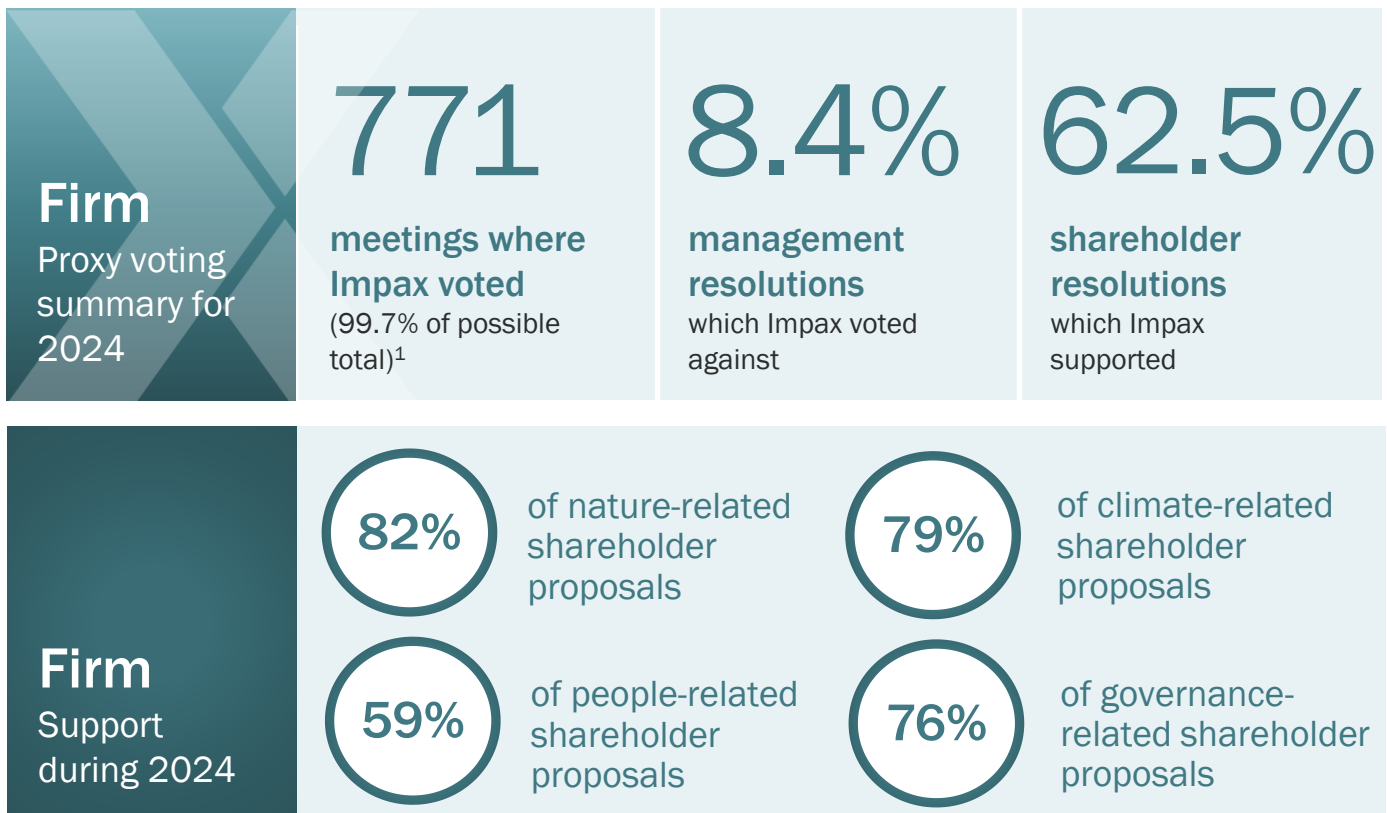 Firm
Proxy voting
summary for
2024
771
meetings where
Impax voted
(99.7% of possible
total)¹
8.4%
management
resolutions
which Impax voted
against
62.5%
shareholder
resolutions
which Impax
supported
Firm
Support
during 2024
82%
of nature-related
shareholder
proposals
79%
of climate-related
shareholder
proposals
59%
of people-related
shareholder
proposals
76%
of governance-
related shareholder
proposals